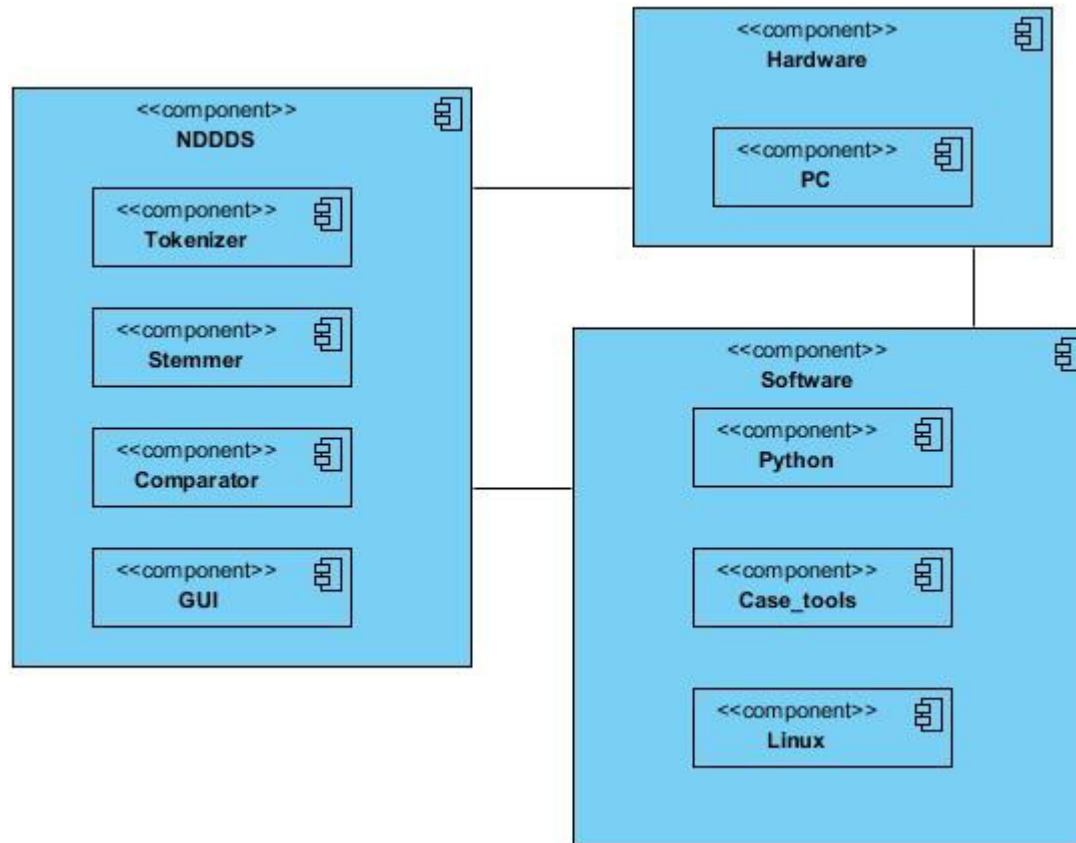 <<component>>
NDDDS
<<component>>
Tokenizer
<<component>>
Stemmer
<<component>>
Comparator
<<component>>
GUI
<<component>>
Hardware
<<component>>
PC
<<component>>
Software
<<component>>
Python
<<component>>
Case_tools
<<component>>
Linux